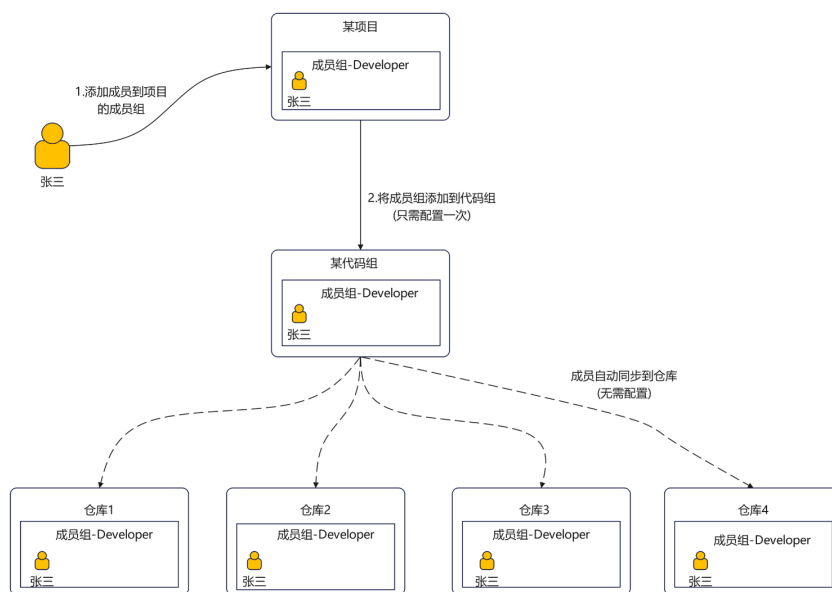 某项目
成员组-Developer
张三
1.添加成员到项目
的成员组
张三
2.将成员组添加到代码组
(只需配置一次)
某代码组
成员组-Developer
张三
成员自动同步到仓库
(无需配置)
仓库1
成员组-Developer
张三
仓库2
成员组-Developer
张三
仓库3
成员组-Developer
张三
仓库4
成员组-Developer
张三